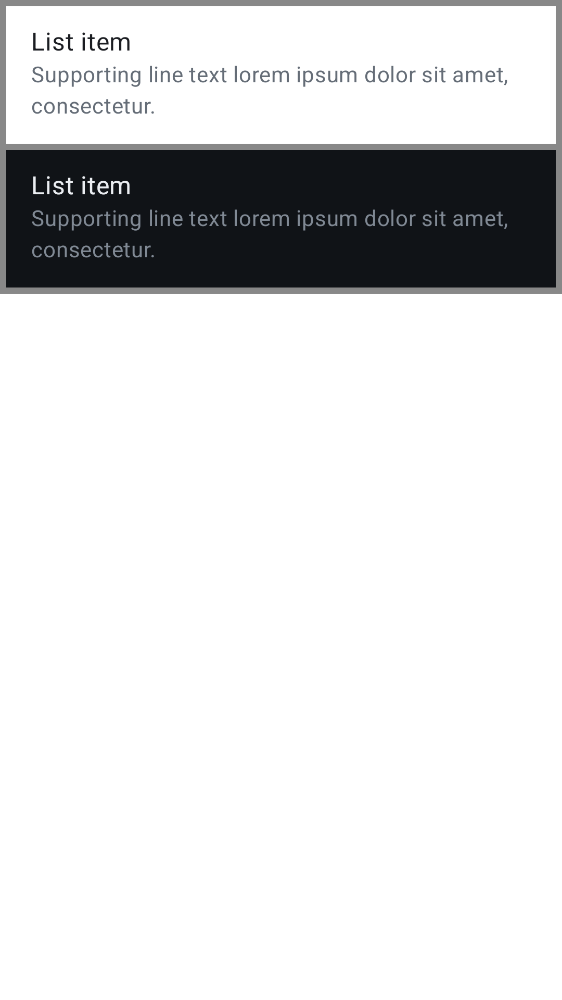 List item
Supporting line text lorem ipsum dolor sit amet,
consectetur.
List item
Supporting line text lorem ipsum dolor sit amet,
consectetur.